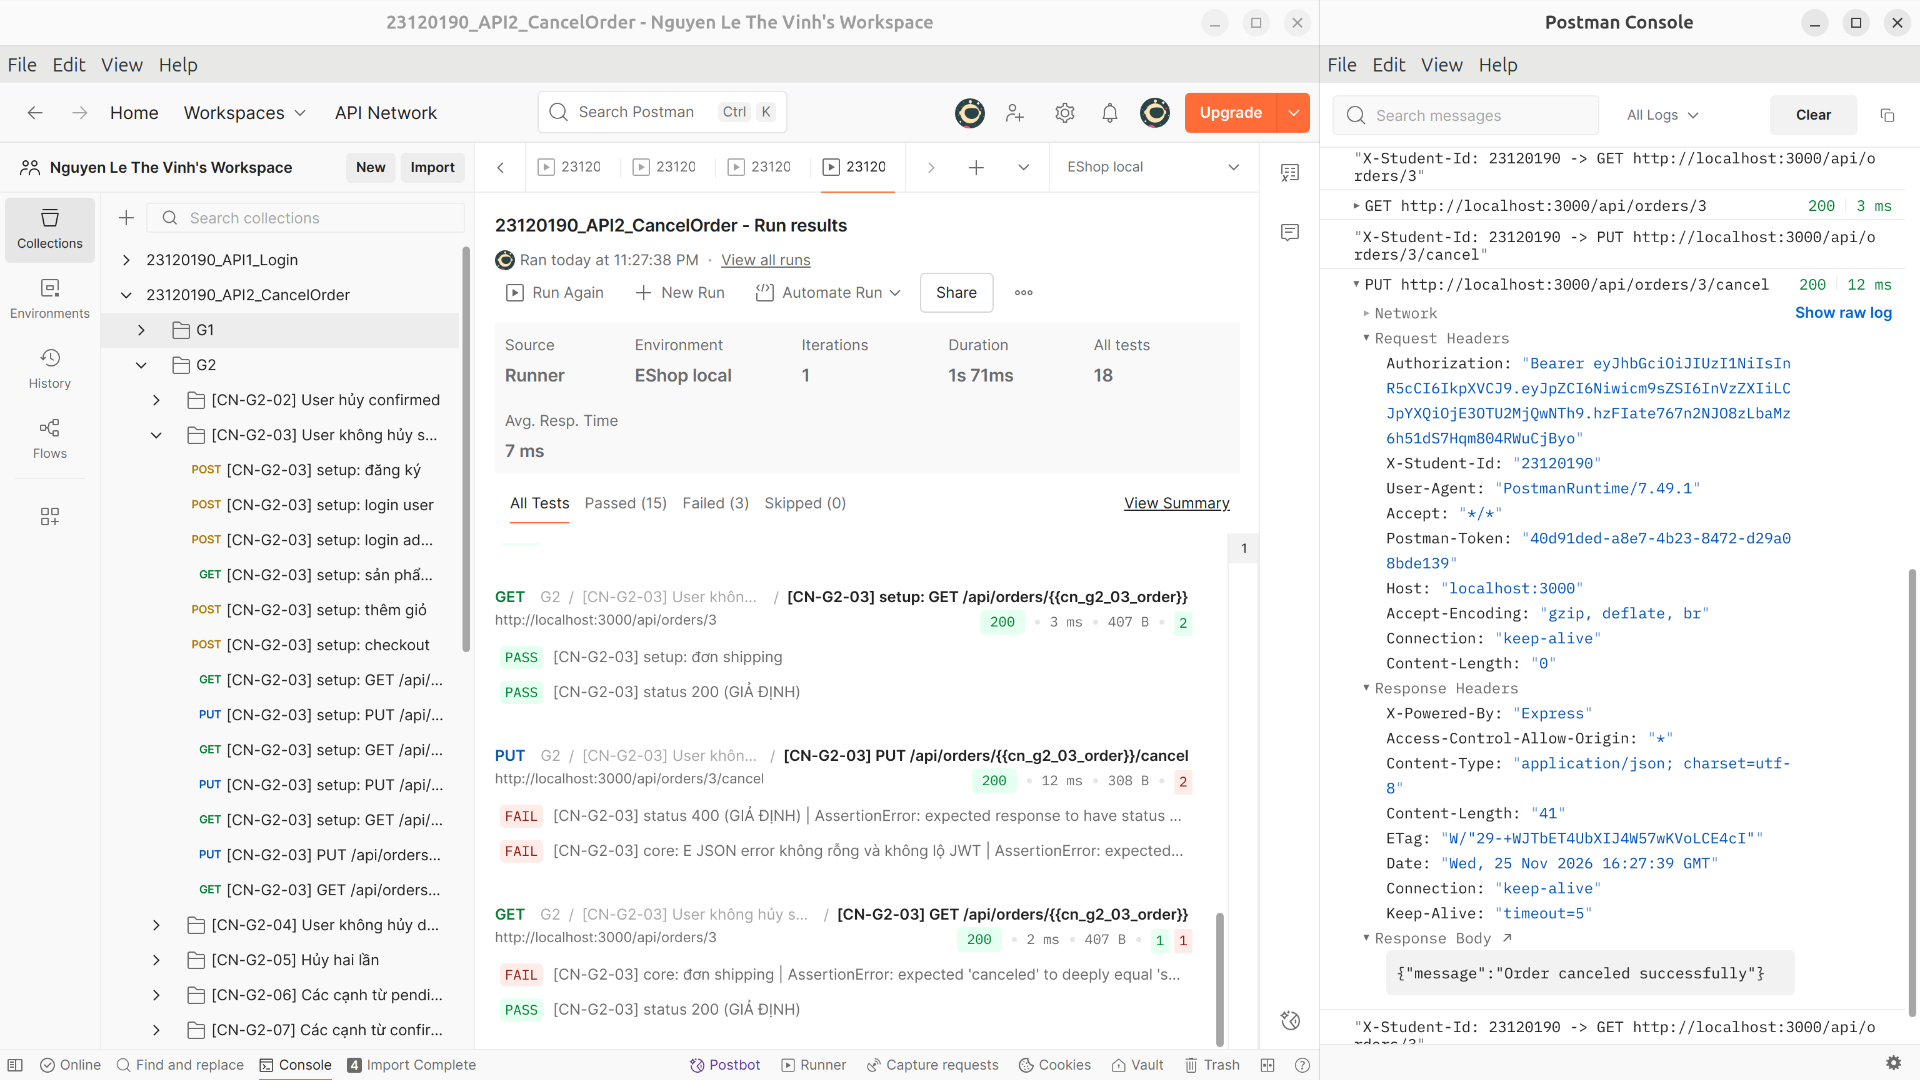 23120190_API2_CancelOrder - Nguyen Le The Vinh's Workspace
File Edit View Help
Home Workspaces API Network
Search Postman Ctrl K
Upgrade
Nguyen Le The Vinh's Workspace New Import
23120 23120 23120 23120
EShop local
Collections
Environments
History
Flows
Search collections
23120190_API1_Login
23120190_API2_CancelOrder
G1
G2
[CN-G2-02] User hủy confirmed
[CN-G2-03] User không hủy s...
POST [CN-G2-03] setup: đăng ký
POST [CN-G2-03] setup: login user
POST [CN-G2-03] setup: login ad...
GET [CN-G2-03] setup: sản phẩ...
POST [CN-G2-03] setup: thêm giỏ
POST [CN-G2-03] setup: checkout
GET [CN-G2-03] setup: GET /api/...
PUT [CN-G2-03] setup: PUT /api/...
GET [CN-G2-03] setup: GET /api/...
PUT [CN-G2-03] setup: PUT /api/...
GET [CN-G2-03] setup: GET /api/...
PUT [CN-G2-03] PUT /api/orders...
GET [CN-G2-03] GET /api/orders...
[CN-G2-04] User không hủy d...
[CN-G2-05] Hủy hai lần
[CN-G2-06] Các cạnh từ pendi...
[CN-G2-07] Các cạnh từ confir...
23120190_API2_CancelOrder - Run results
Ran today at 11:27:38 PM · View all runs
Run Again New Run Automate Run Share
Source Environment Iterations Duration All tests
Runner EShop local 1 1s 71ms 18
Avg. Resp. Time
7 ms
All Tests Passed (15) Failed (3) Skipped (0) View Summary
1
GET G2 / [CN-G2-03] User khôn... / [CN-G2-03] setup: GET /api/orders/{{cn_g2_03_order}}
http://localhost:3000/api/orders/3 200 • 3 ms • 407 B • 2
PASS [CN-G2-03] setup: đơn shipping
PASS [CN-G2-03] status 200 (GIẢ ĐỊNH)
PUT G2 / [CN-G2-03] User khôn... / [CN-G2-03] PUT /api/orders/{{cn_g2_03_order}}/cancel
http://localhost:3000/api/orders/3/cancel 200 • 12 ms • 308 B • 2
FAIL [CN-G2-03] status 400 (GIẢ ĐỊNH) | AssertionError: expected response to have status ...
FAIL [CN-G2-03] core: E JSON error không rỗng và không lộ JWT | AssertionError: expected...
GET G2 / [CN-G2-03] User không hủy s... / [CN-G2-03] GET /api/orders/{{cn_g2_03_order}}
http://localhost:3000/api/orders/3 200 • 2 ms • 407 B • 1 1
FAIL [CN-G2-03] core: đơn shipping | AssertionError: expected 'canceled' to deeply equal 's...
PASS [CN-G2-03] status 200 (GIẢ ĐỊNH)
Online Find and replace Console 4 Import Complete Postbot Runner Capture requests Cookies Vault Trash
Postman Console
File Edit View Help
Search messages All Logs Clear
"X-Student-Id: 23120190 -> GET http://localhost:3000/api/o
rders/3"
GET http://localhost:3000/api/orders/3 200 3 ms
"X-Student-Id: 23120190 -> PUT http://localhost:3000/api/o
rders/3/cancel"
PUT http://localhost:3000/api/orders/3/cancel 200 12 ms
Network Show raw log
Request Headers
Authorization: "Bearer eyJhbGciOiJIUzI1NiIsIn
R5cCI6IkpXVCJ9.eyJpZCI6Niwicm9sZSI6InVzZXIiLC
JpYXQiOjE3OTU2MjQwNTh9.hzFIate767n2NJO8zLbaMz
6h51dS7Hqm804RWuCjByo"
X-Student-Id: "23120190"
User-Agent: "PostmanRuntime/7.49.1"
Accept: "*/*"
Postman-Token: "40d91ded-a8e7-4b23-8472-d29a0
8bde139"
Host: "localhost:3000"
Accept-Encoding: "gzip, deflate, br"
Connection: "keep-alive"
Content-Length: "0"
Response Headers
X-Powered-By: "Express"
Access-Control-Allow-Origin: "*"
Content-Type: "application/json; charset=utf-
8"
Content-Length: "41"
ETag: "W/"29-+WJTbET4UbXIJ4W57wKVoLCE4cI""
Date: "Wed, 25 Nov 2026 16:27:39 GMT"
Connection: "keep-alive"
Keep-Alive: "timeout=5"
Response Body
{"message":"Order canceled successfully"}
"X-Student-Id: 23120190 -> GET http://localhost:3000/api/o
rders/3"